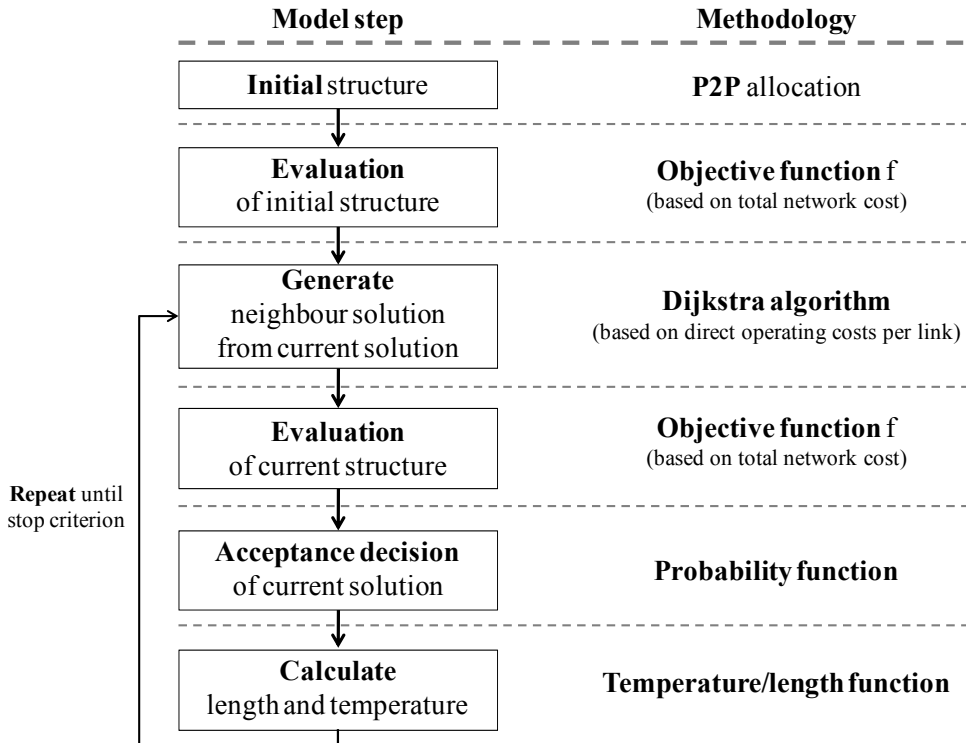 Model step
Methodology
Initial structure
P2P allocation
Evaluation
of initial structure
Objective function f
(based on total network cost)
Generate
neighbour solution
from current solution
Dijkstra algorithm
(based on direct operating costs per link)
Evaluation
of current structure
Objective function f
(based on total network cost)
Repeat until
stop criterion
Acceptance decision
of current solution
Probability function
Calculate
length and temperature
Temperature/length function